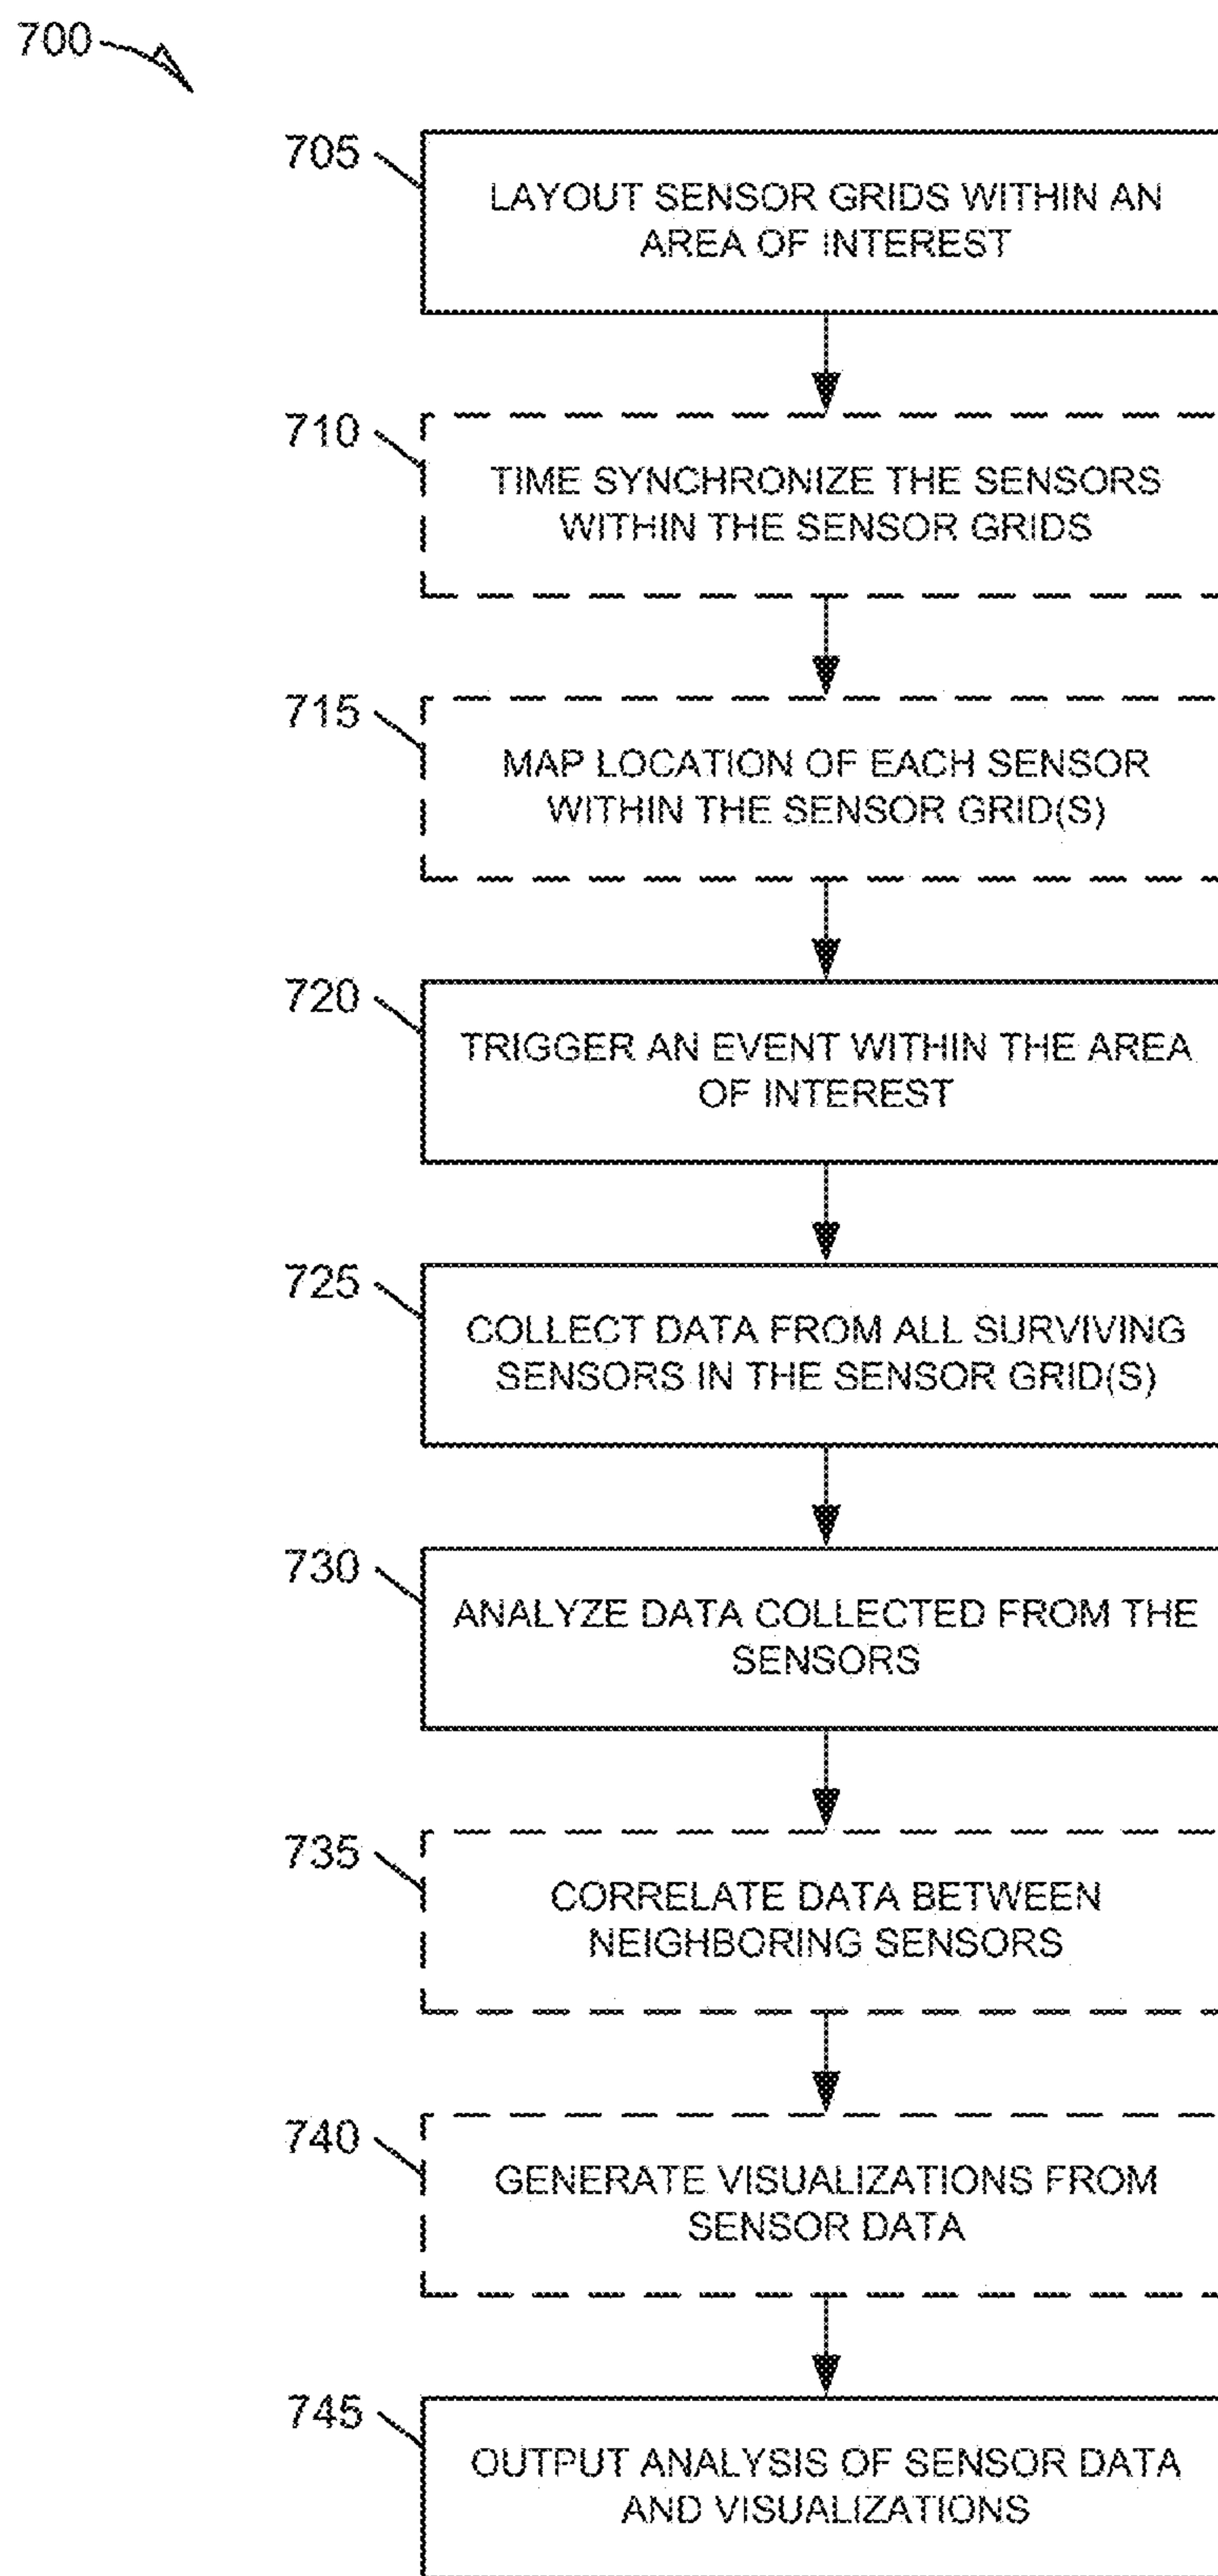 700
705
LAYOUT SENSOR GRIDS WITHIN AN
AREA OF INTEREST
710
TIME SYNCHRONIZE THE SENSORS
WITHIN THE SENSOR GRIDS
715
MAP LOCATION OF EACH SENSOR
WITHIN THE SENSOR GRID(S)
720
TRIGGER AN EVENT WITHIN THE AREA
OF INTEREST
725
COLLECT DATA FROM ALL SURVIVING
SENSORS IN THE SENSOR GRID(S)
730
ANALYZE DATA COLLECTED FROM THE
SENSORS
735
CORRELATE DATA BETWEEN
NEIGHBORING SENSORS
740
GENERATE VISUALIZATIONS FROM
SENSOR DATA
745
OUTPUT ANALYSIS OF SENSOR DATA
AND VISUALIZATIONS